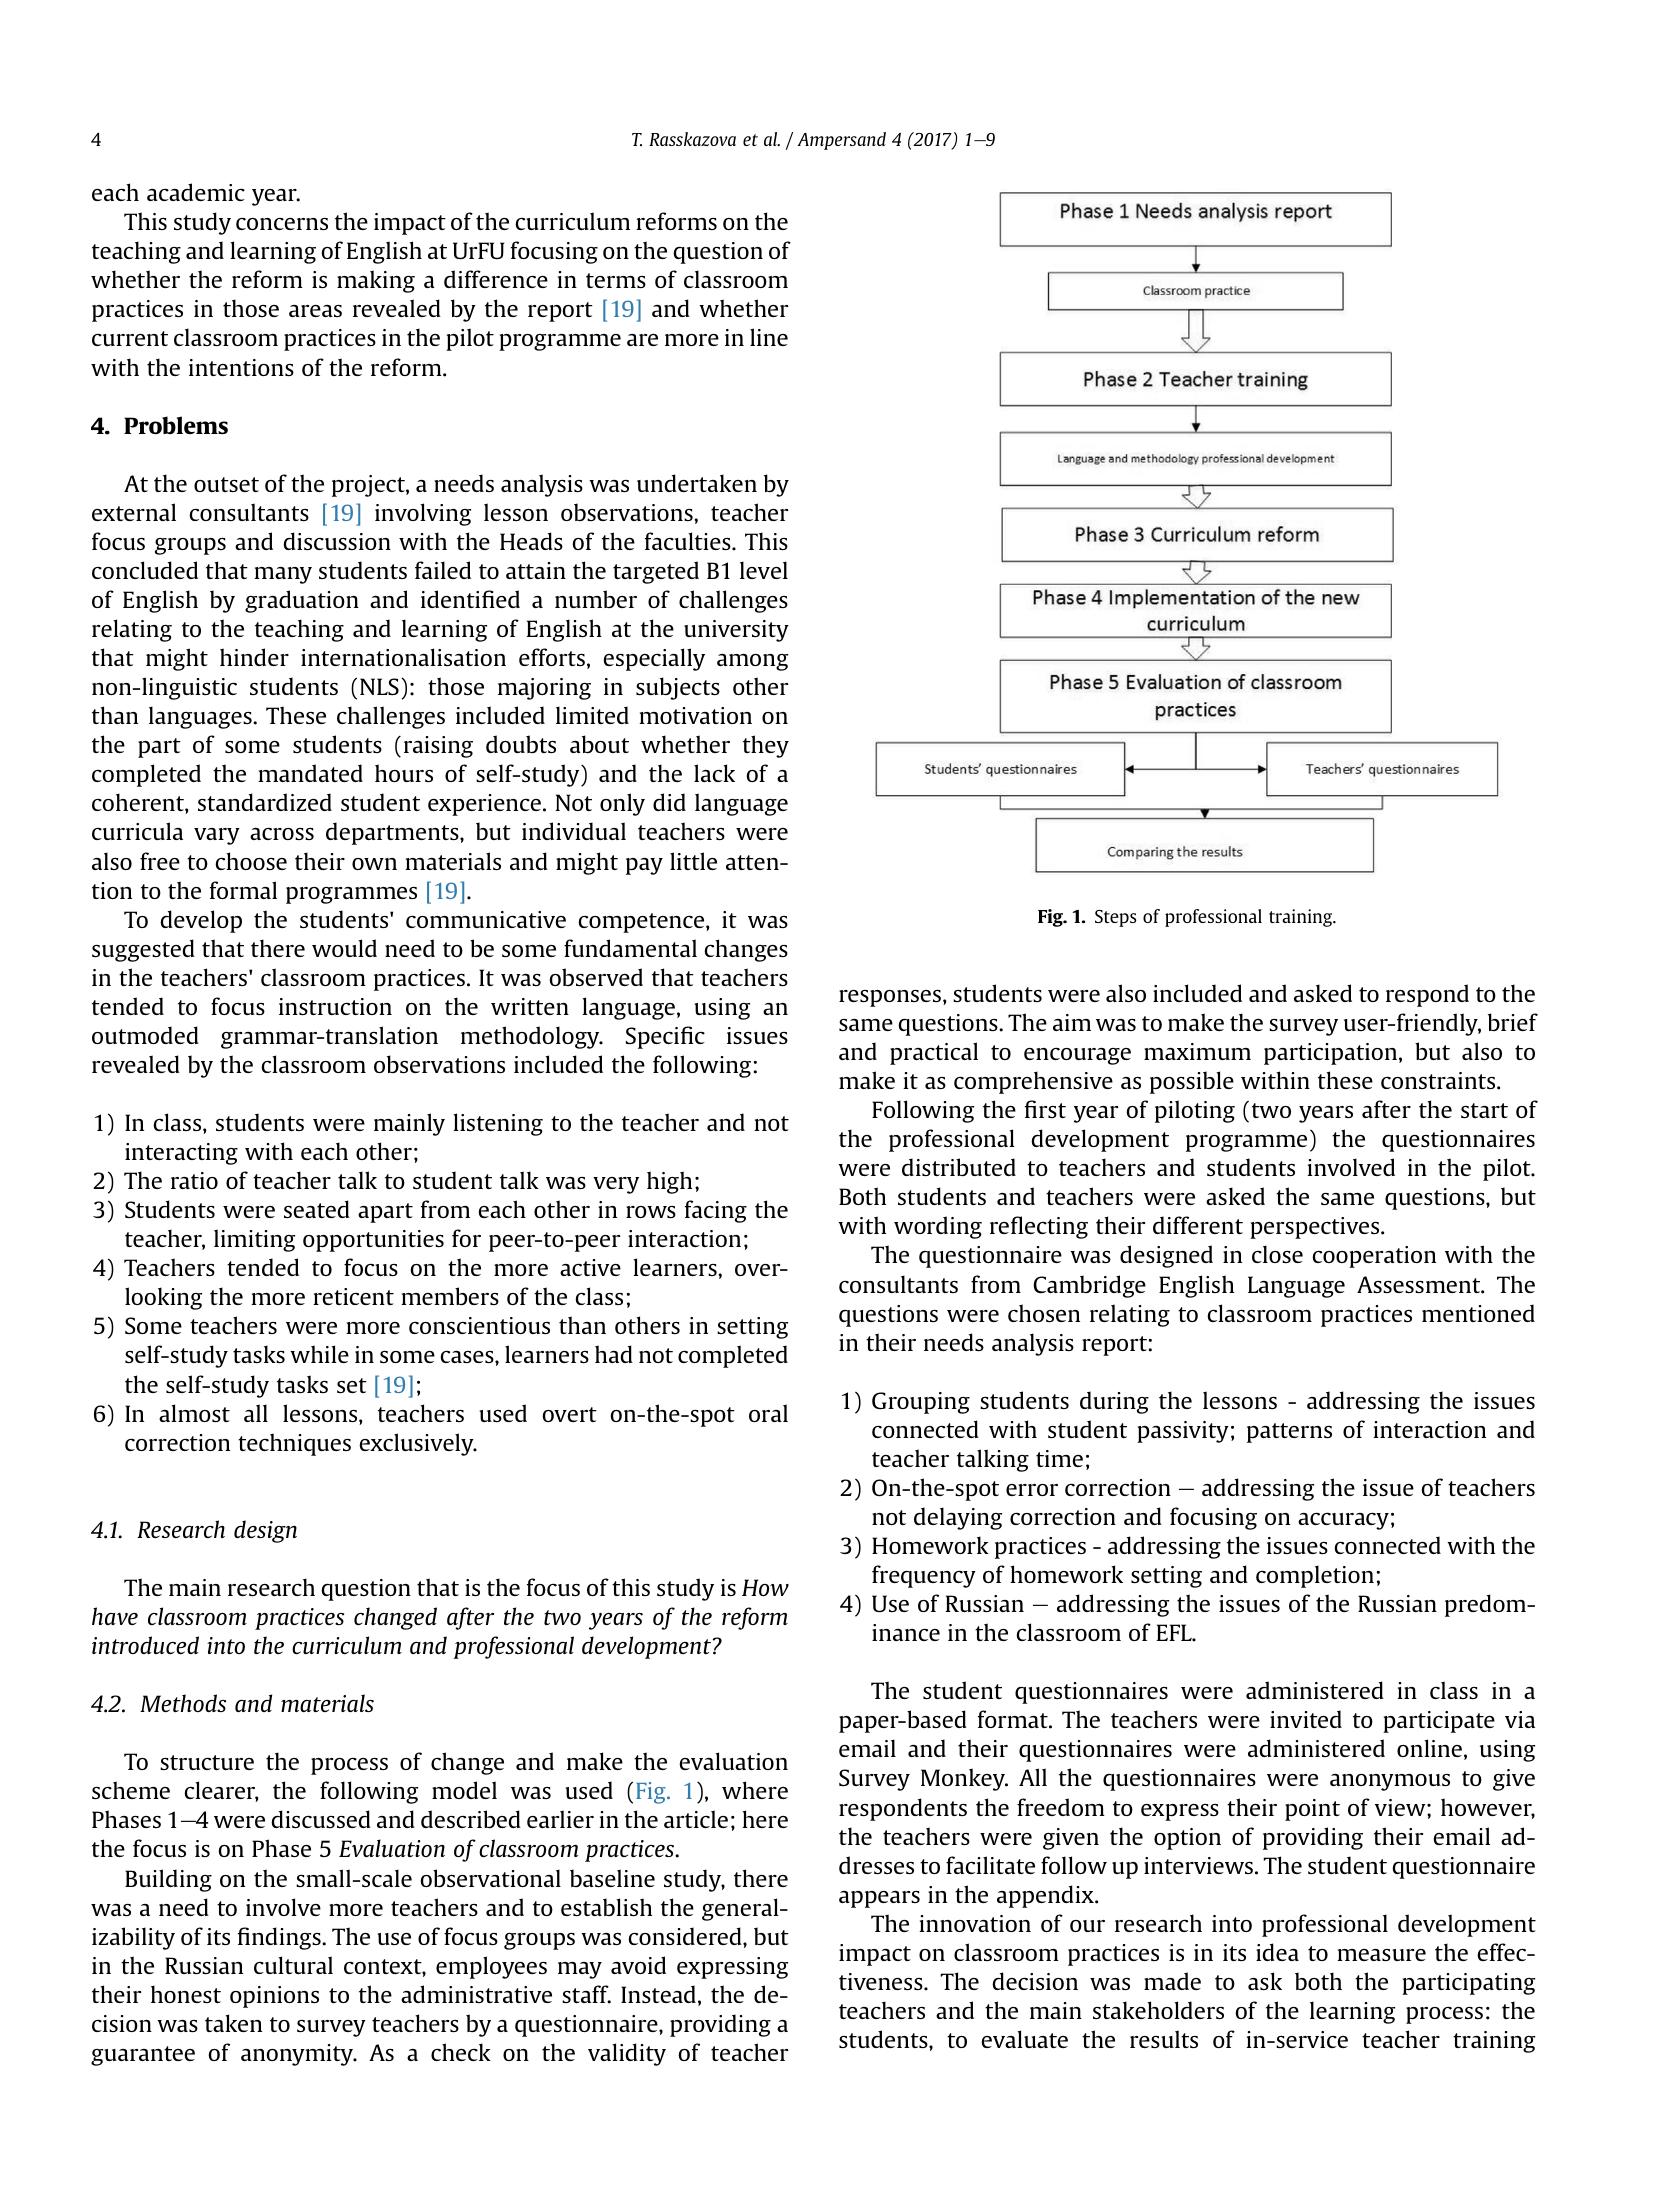 4
T. Rasskazova et al. / Ampersand 4 (2017) 1–9
each academic year.
This study concerns the impact of the curriculum reforms on the
teaching and learning of English at UrFU focusing on the question of
whether the reform is making a difference in terms of classroom
practices in those areas revealed by the report [19] and whether
current classroom practices in the pilot programme are more in line
with the intentions of the reform.
4. Problems
At the outset of the project, a needs analysis was undertaken by
external consultants [19] involving lesson observations, teacher
focus groups and discussion with the Heads of the faculties. This
concluded that many students failed to attain the targeted B1 level
of English by graduation and identified a number of challenges
relating to the teaching and learning of English at the university
that might hinder internationalisation efforts, especially among
non-linguistic students (NLS): those majoring in subjects other
than languages. These challenges included limited motivation on
the part of some students (raising doubts about whether they
completed the mandated hours of self-study) and the lack of a
coherent, standardized student experience. Not only did language
curricula vary across departments, but individual teachers were
also free to choose their own materials and might pay little atten-
tion to the formal programmes [19].
To develop the students' communicative competence, it was
suggested that there would need to be some fundamental changes
in the teachers' classroom practices. It was observed that teachers
tended to focus instruction on the written language, using an
outmoded grammar-translation methodology. Specific issues
revealed by the classroom observations included the following:
1) In class, students were mainly listening to the teacher and not
interacting with each other;
2) The ratio of teacher talk to student talk was very high;
3) Students were seated apart from each other in rows facing the
teacher, limiting opportunities for peer-to-peer interaction;
4) Teachers tended to focus on the more active learners, over-
looking the more reticent members of the class;
5) Some teachers were more conscientious than others in setting
self-study tasks while in some cases, learners had not completed
the self-study tasks set [19];
6) In almost all lessons, teachers used overt on-the-spot oral
correction techniques exclusively.
4.1. Research design
The main research question that is the focus of this study is How
have classroom practices changed after the two years of the reform
introduced into the curriculum and professional development?
4.2. Methods and materials
To structure the process of change and make the evaluation
scheme clearer, the following model was used (Fig. 1), where
Phases 1–4 were discussed and described earlier in the article; here
the focus is on Phase 5 Evaluation of classroom practices.
Building on the small-scale observational baseline study, there
was a need to involve more teachers and to establish the general-
izability of its findings. The use of focus groups was considered, but
in the Russian cultural context, employees may avoid expressing
their honest opinions to the administrative staff. Instead, the de-
cision was taken to survey teachers by a questionnaire, providing a
guarantee of anonymity. As a check on the validity of teacher
Phase 1 Needs analysis report
Classroom practice
Phase 2 Teacher training
Language and methodology professional development
Phase 3 Curriculum reform
Phase 4 Implementation of the new
curriculum
Phase 5 Evaluation of classroom
practices
Students' questionnaires
Teachers' questionnaires
Comparing the results
Fig. 1. Steps of professional training.
responses, students were also included and asked to respond to the
same questions. The aim was to make the survey user-friendly, brief
and practical to encourage maximum participation, but also to
make it as comprehensive as possible within these constraints.
Following the first year of piloting (two years after the start of
the professional development programme) the questionnaires
were distributed to teachers and students involved in the pilot.
Both students and teachers were asked the same questions, but
with wording reflecting their different perspectives.
The questionnaire was designed in close cooperation with the
consultants from Cambridge English Language Assessment. The
questions were chosen relating to classroom practices mentioned
in their needs analysis report:
1) Grouping students during the lessons - addressing the issues
connected with student passivity; patterns of interaction and
teacher talking time;
2) On-the-spot error correction – addressing the issue of teachers
not delaying correction and focusing on accuracy;
3) Homework practices - addressing the issues connected with the
frequency of homework setting and completion;
4) Use of Russian – addressing the issues of the Russian predom-
inance in the classroom of EFL.
The student questionnaires were administered in class in a
paper-based format. The teachers were invited to participate via
email and their questionnaires were administered online, using
Survey Monkey. All the questionnaires were anonymous to give
respondents the freedom to express their point of view; however,
the teachers were given the option of providing their email ad-
dresses to facilitate follow up interviews. The student questionnaire
appears in the appendix.
The innovation of our research into professional development
impact on classroom practices is in its idea to measure the effec-
tiveness. The decision was made to ask both the participating
teachers and the main stakeholders of the learning process: the
students, to evaluate the results of in-service teacher training